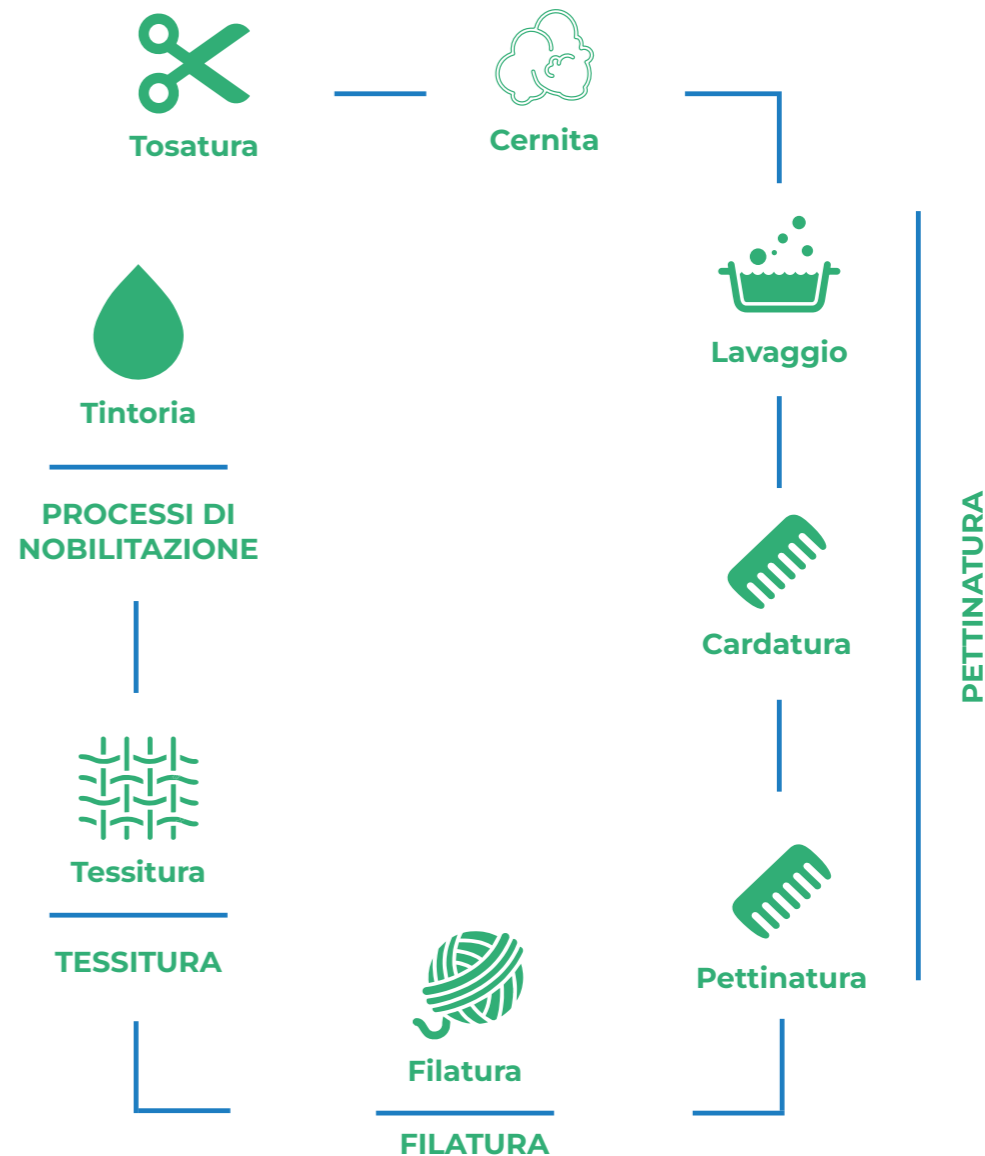 Tosatura
Cernita
Lavaggio
Cardatura
Pettinatura
PETTINATURA
Filatura
FILATURA
Tessitura
TESSITURA
Tintoria
PROCESSI DI
NOBILITAZIONE